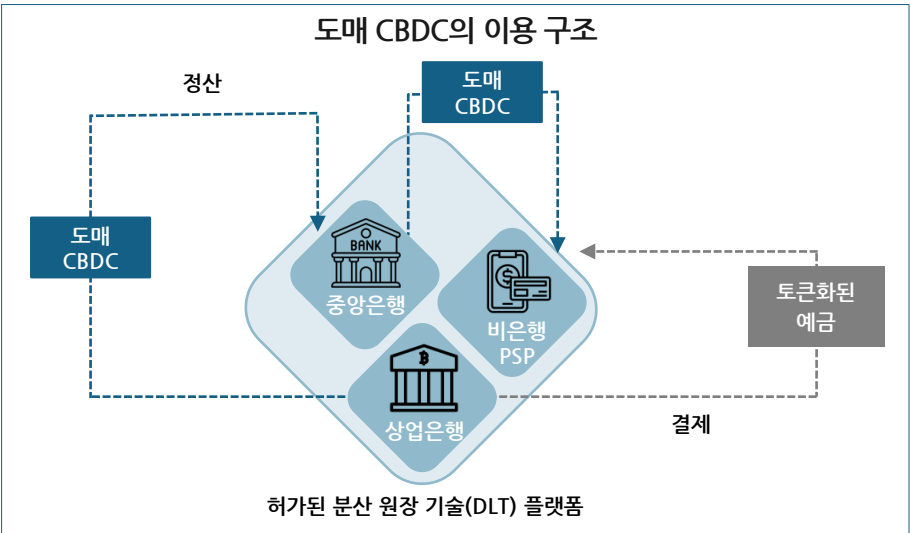 도매 CBDC의 이용 구조
정산
도매
CBDC
도매
CBDC
BANK
중앙은행
비은행
PSP
토큰화된
예금
상업은행
결제
허가된 분산 원장 기술(DLT) 플랫폼